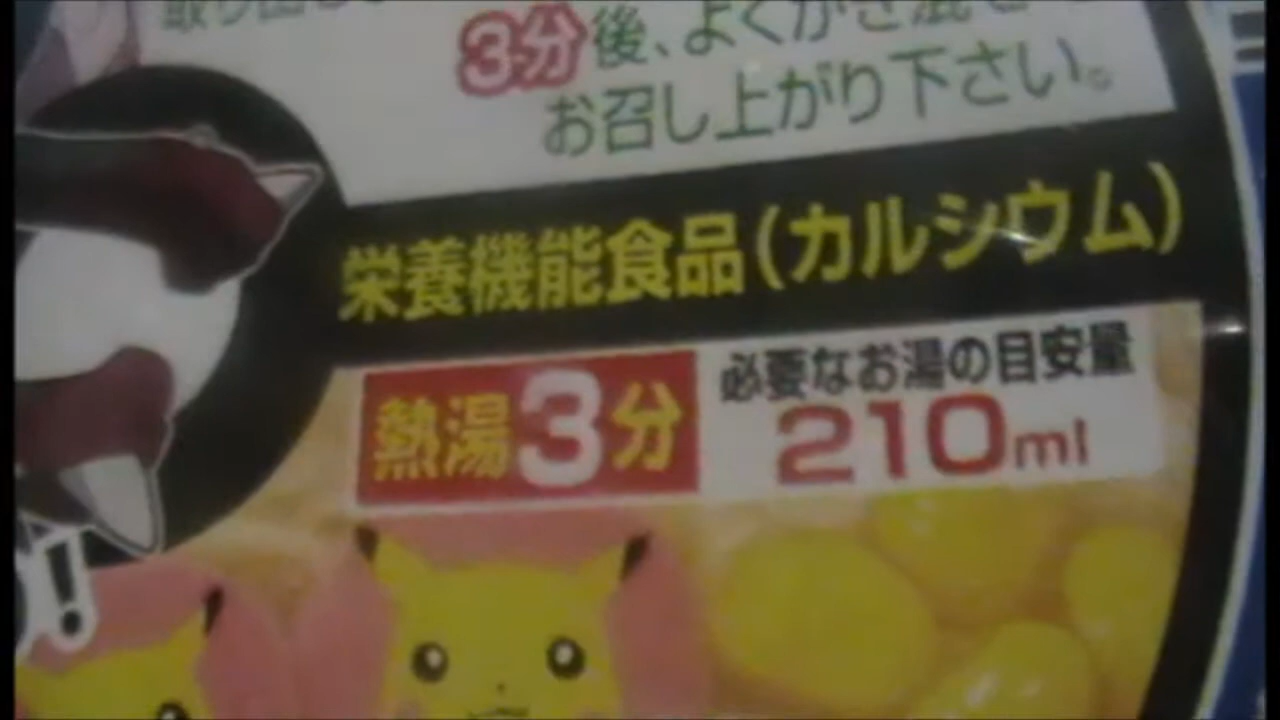 3分後、よくかき混ぜ
お召し上がり下さい。
栄養機能食品(カルシウム)
熱湯3分
必要なお湯の目安量
210ml
!